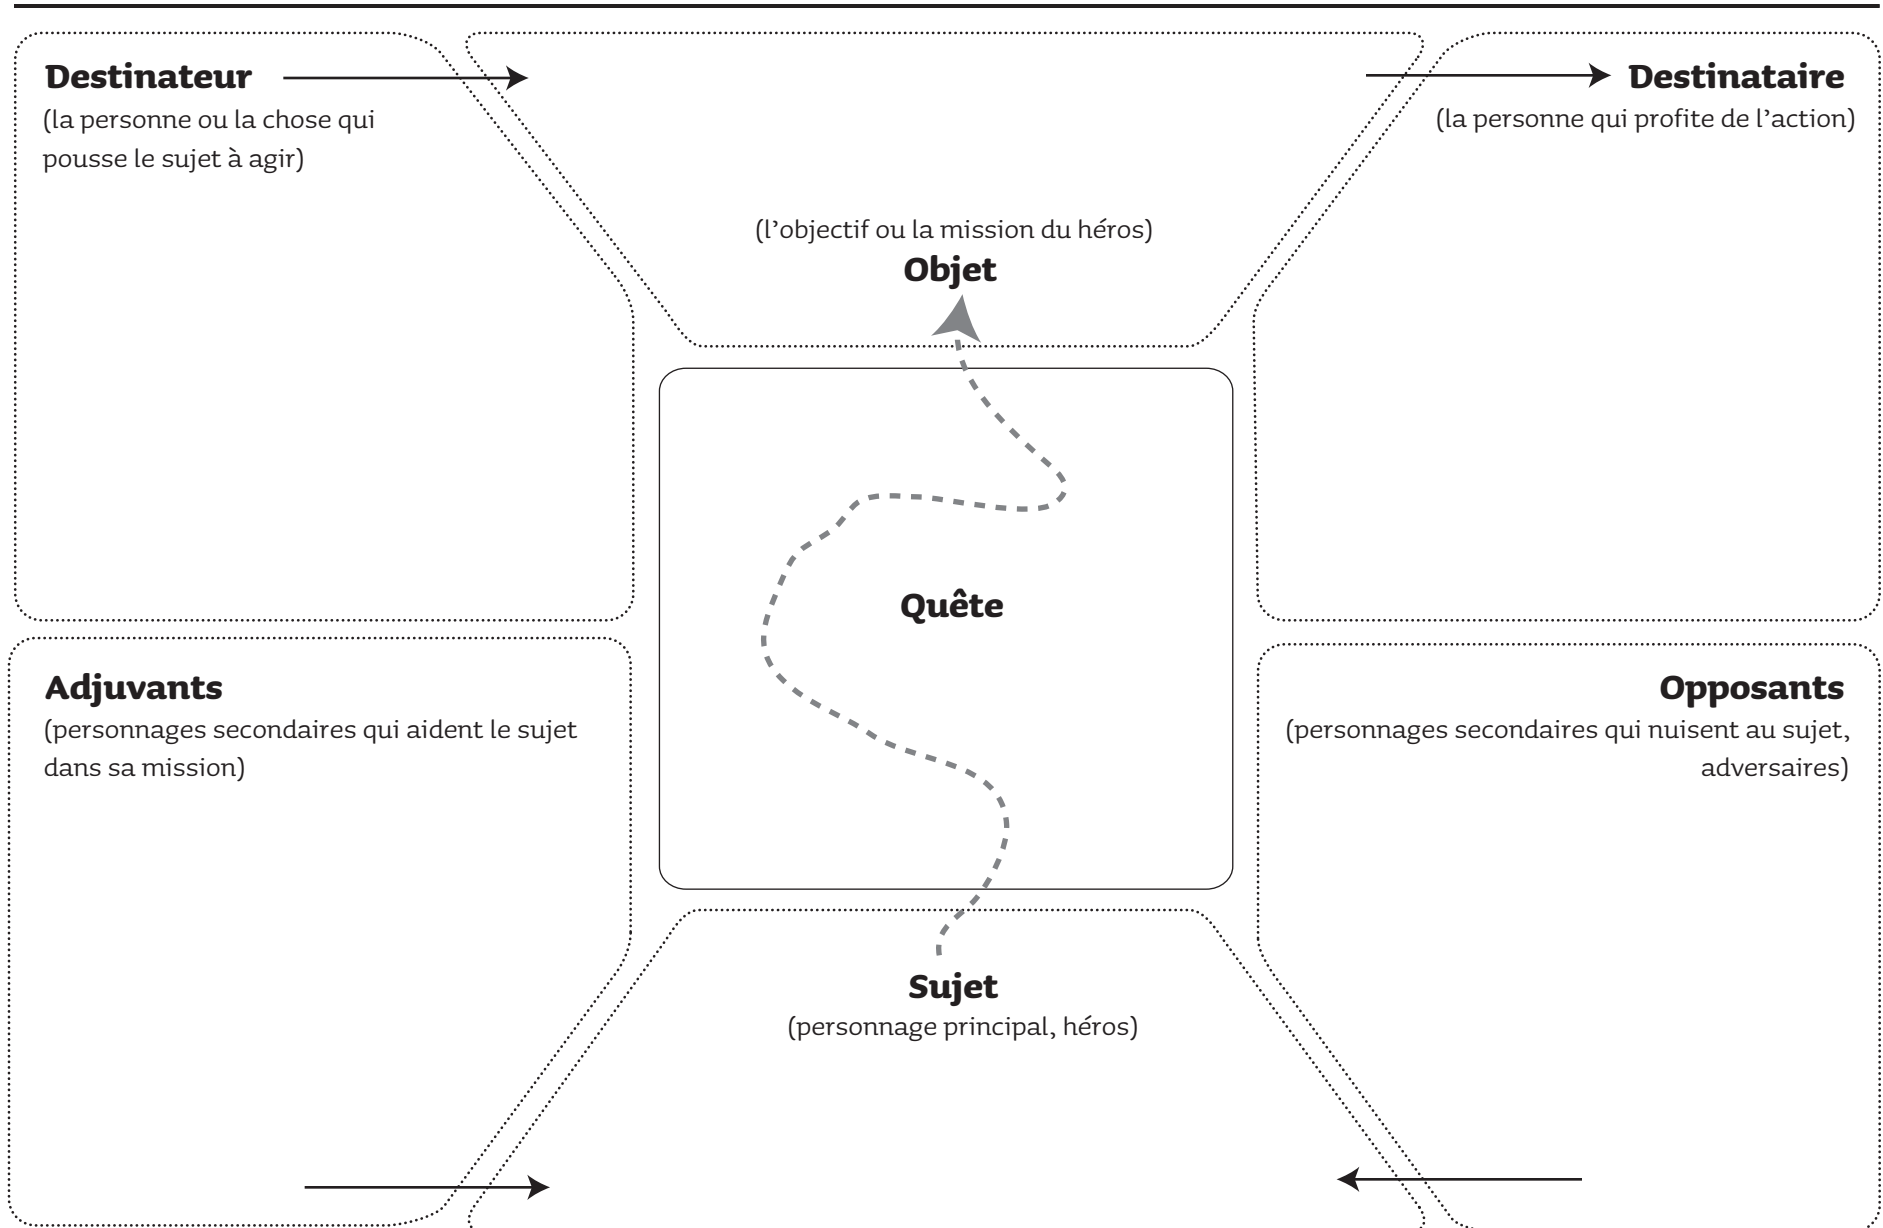 Destinateur
(la personne ou la chose qui
pousse le sujet à agir)
Destinataire
(la personne qui profite de l’action)
(l’objectif ou la mission du héros)
Objet
Quête
Adjuvants
(personnages secondaires qui aident le sujet
dans sa mission)
Opposants
(personnages secondaires qui nuisent au sujet,
adversaires)
Sujet
(personnage principal, héros)